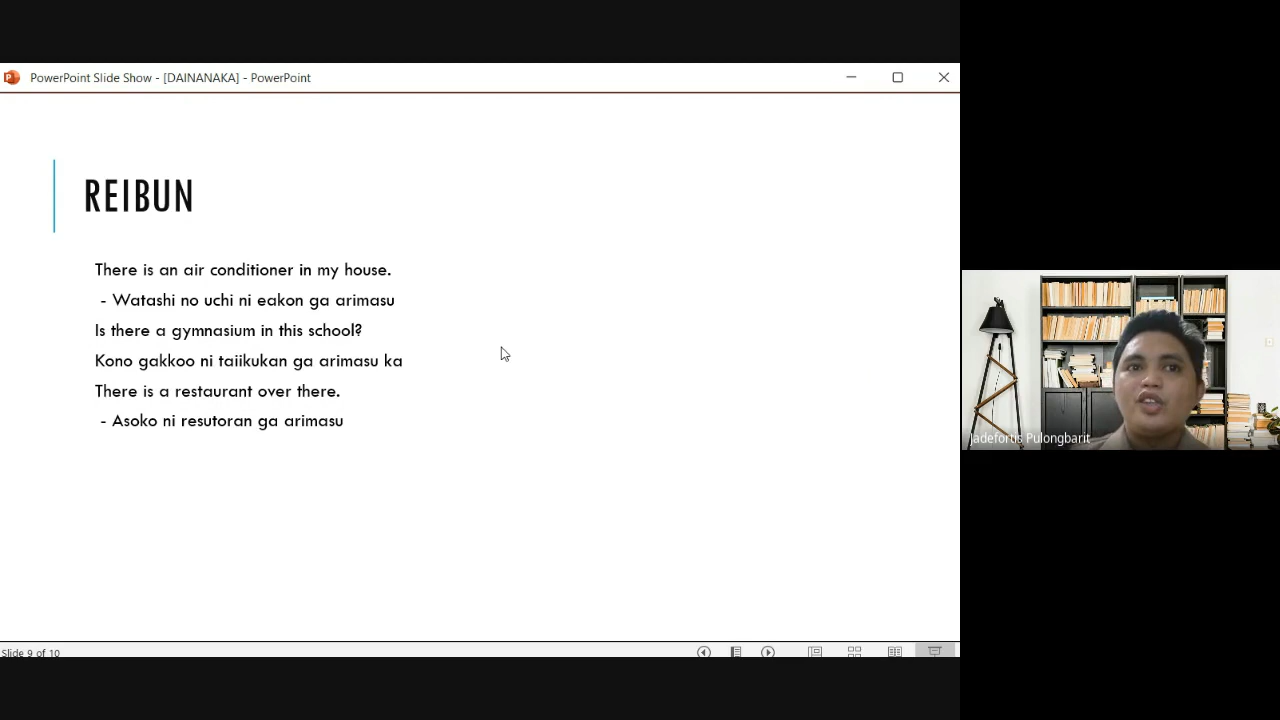 PowerPoint Slide Show - [DAINANAKA] - PowerPoint
REIBUN
There is an air conditioner in my house.
- Watashi no uchi ni eakon ga arimasu
Is there a gymnasium in this school?
Kono gakkoo ni taiikukan ga arimasu ka
There is a restaurant over there.
- Asoko ni resutoran ga arimasu
Jadefortis Pulongbarit
Slide 9 of 10